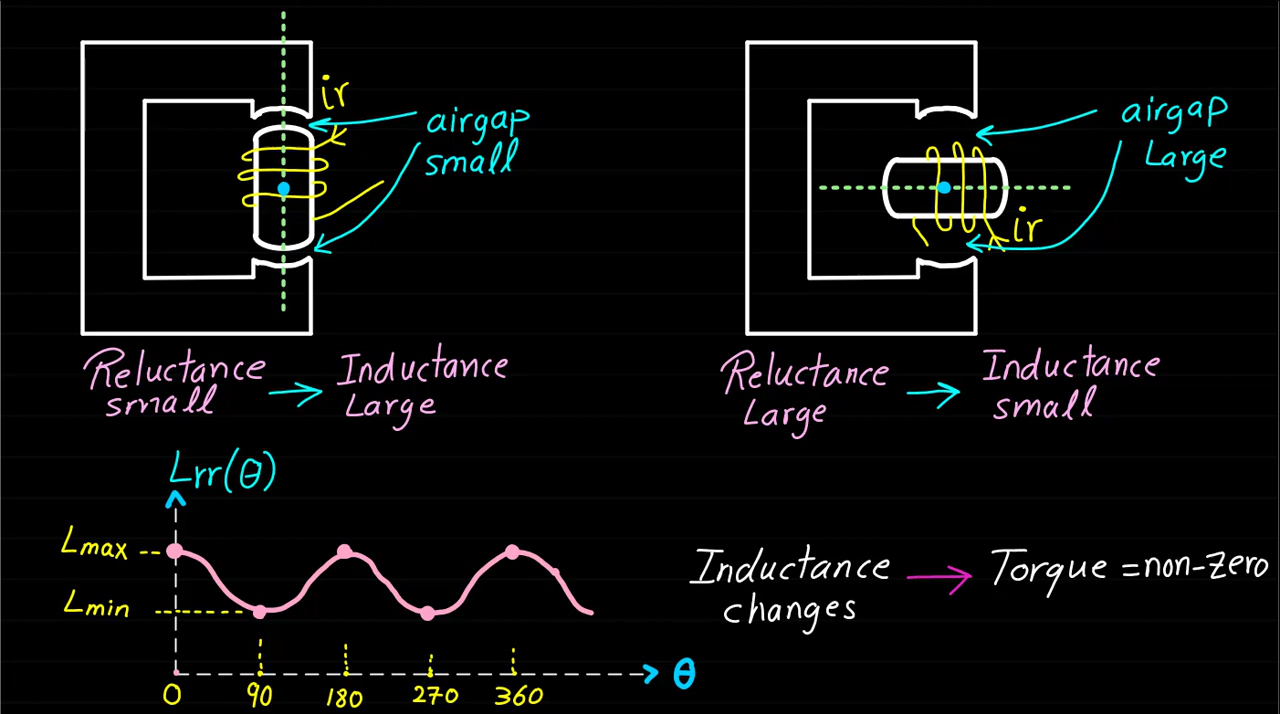 ir
airgap
small
airgap
Large
ir
Reluctance
small
Inductance
Large
Reluctance
Large
Inductance
small
Lrr(θ)
Lmax
Lmin
0
90
180
270
360
θ
Inductance
changes
Torque = non-zero